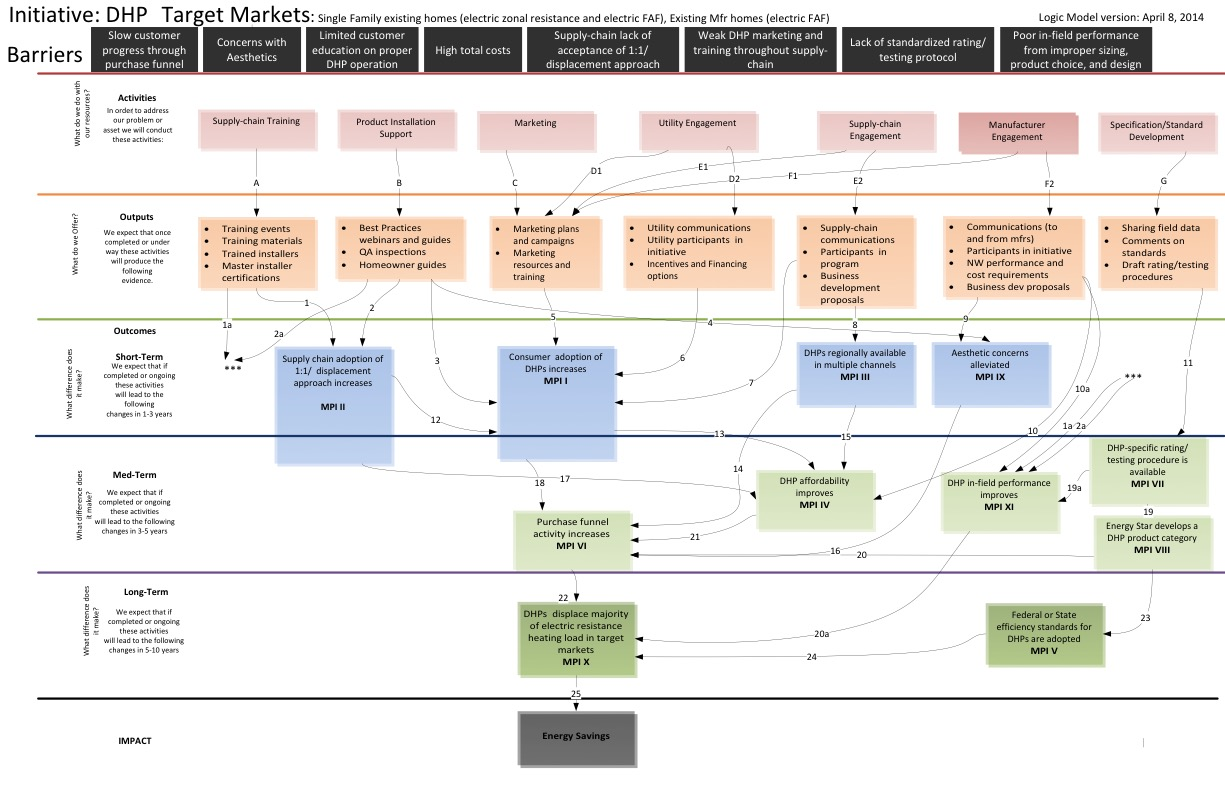 Initiative: DHP Target Markets: Single Family existing homes (electric zonal resistance and electric FAF), Existing Mfr homes (electric FAF)
Logic Model version: April 8, 2014
Barriers
Slow customer
progress through
purchase funnel
Concerns with
Aesthetics
Limited customer
education on proper
DHP operation
High total costs
Supply-chain lack of
acceptance of 1:1/
displacement approach
Weak DHP marketing and
training throughout supply-
chain
Lack of standardized rating/
testing protocol
Poor in-field performance
from improper sizing,
product choice, and design
What do we do with
our resources?
Activities
In order to address
our problem or
asset we will conduct
these activities:
Supply-chain Training
Product Installation
Support
Marketing
Utility Engagement
Supply-chain
Engagement
Manufacturer
Engagement
Specification/Standard
Development
A
B
C
D1
E1
D2
F1
E2
F2
G
What do we Offer?
Outputs
We expect that once
completed or under
way these activities
will produce the
following
evidence.
• Training events
• Training materials
• Trained installers
• Master installer
certifications
• Best Practices
webinars and guides
• QA inspections
• Homeowner guides
• Marketing plans
and campaigns
• Marketing
resources and
training
• Utility communications
• Utility participants in
initiative
• Incentives and Financing
options
• Supply-chain
communications
• Participants in
program
• Business
development
proposals
• Communications (to
and from mfrs)
• Participants in initiative
• NW performance and
cost requirements
• Business dev proposals
• Sharing field data
• Comments on
standards
• Draft rating/testing
procedures
1a
1
2a
2
3
5
4
6
7
8
9
10a
11
What difference does
it make?
Outcomes
Short-Term
We expect that if
completed or ongoing
these activities
will lead to the
following
changes in 1-3 years
***
Supply chain adoption of
1:1/ displacement
approach increases
MPI II
Consumer adoption of
DHPs increases
MPI I
DHPs regionally available
in multiple channels
MPI III
Aesthetic concerns
alleviated
MPI IX
***
12
13
15
10
1a
2a
What difference does
it make?
Med-Term
We expect that if
completed or ongoing
these activities
will lead to the following
changes in 3-5 years
14
17
18
DHP affordability
improves
MPI IV
DHP in-field performance
improves
MPI XI
DHP-specific rating/
testing procedure is
available
MPI VII
19a
19
Purchase funnel
activity increases
MPI VI
21
16
20
Energy Star develops a
DHP product category
MPI VIII
What difference does
it make?
Long-Term
We expect that if
completed or ongoing
these activities
will lead to the following
changes in 5-10 years
22
DHPs displace majority
of electric resistance
heating load in target
markets
MPI X
20a
24
Federal or State
efficiency standards for
DHPs are adopted
MPI V
23
25
IMPACT
Energy Savings